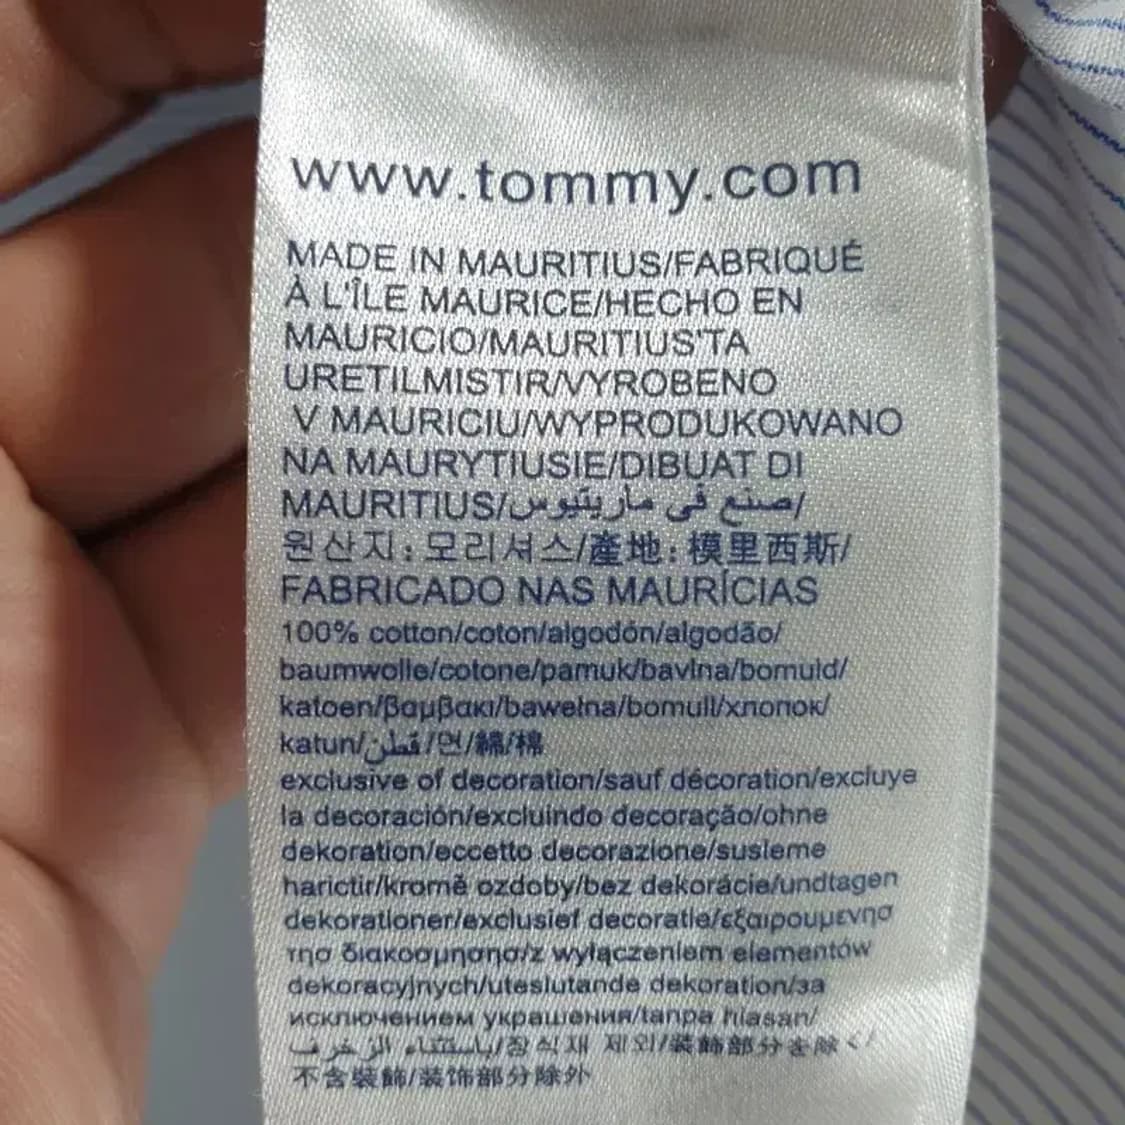 www.tommy.com
MADE IN MAURITIUS/FABRIQUÉ
À L'ÎLE MAURICE/HECHO EN
MAURICIO/MAURITIUS'TA
URETILMISTIR/VYROBENO
V MAURICIU/WYPRODUKOWANO
NA MAURYTIUSIE/DIBUAT DI
MAURITIUS/صنع في ماريتيوس/
원산지:모리셔스/產地:模里西斯/
FABRICADO NAS MAURÍCIAS
100% cotton/coton/algodón/algodão/
baumwolle/cotone/pamuk/bavlna/bomuld/
katoen/βαμβακι/bawełna/bomull/хлопок/
katun/قطن/면/綿/棉
exclusive of decoration/sauf décoration/excluye
la decoración/excluindo decoração/ohne
dekoration/eccetto decorazione/susleme
harictir/kromě ozdoby/bez dekorácie/undtagen
dekorationer/exclusief decoratie/εξαιρουμενησ
τησ διακοσμησησ/z wyłączeniem elementów
dekoracyjnych/uteslutande dekoration/за
исключением украшения/tanpa hiasan/
باستثناء الزخرف/장식재 제외/装飾部分を除く/
不含裝飾/装饰部分除外